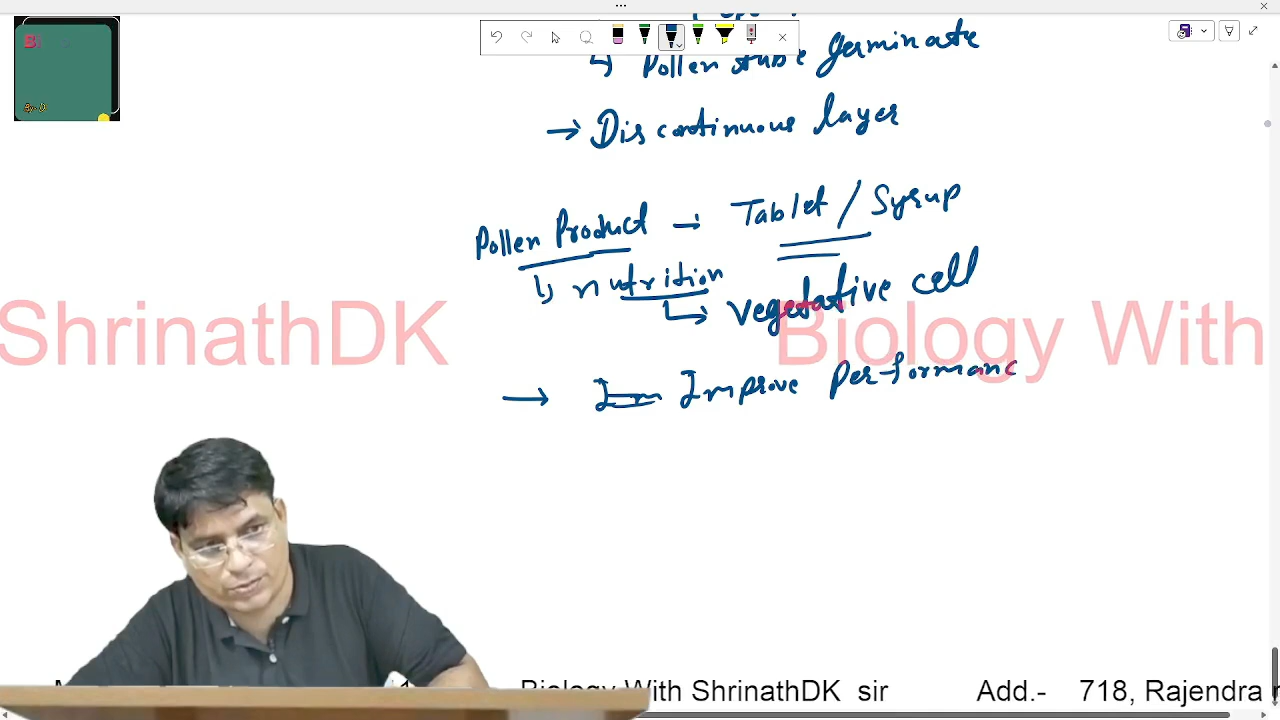 ↳ Pollen tube germinate
→ Discontinuous layer
Pollen Product → Tablet / Syrup
↳ nutrition
↳ vegetative cell
ShrinathDK Biology With
→ Improve Performanc
Biology With ShrinathDK sir Add.- 718, Rajendra